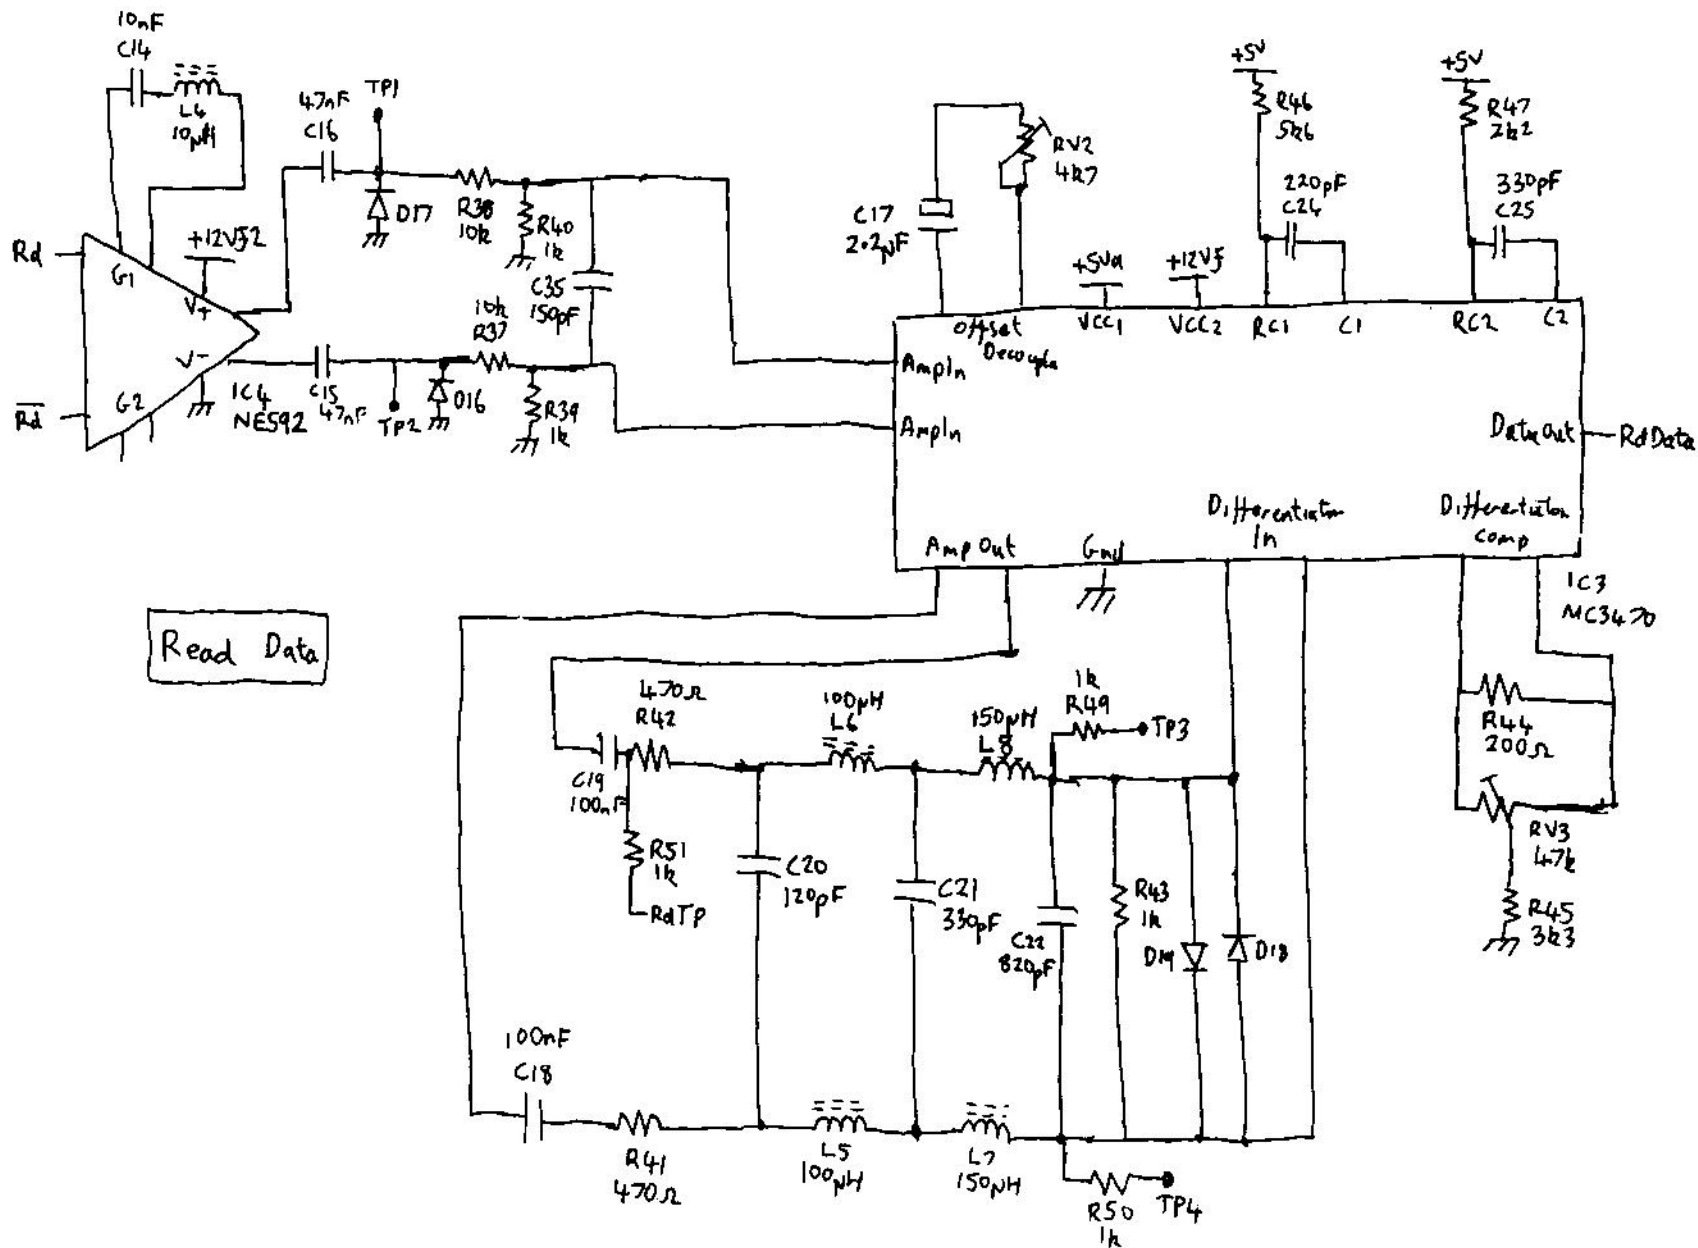 10nF
C14
L4
10µH
47nF
C16
TP1
+12Vf2
Rd
G1
V+
V-
G2
Rd
IC4
NE592
D17
R38
10k
R40
1k
C35
150pF
10k
R37
C15
47nF
TP2
D16
R39
1k
C17
2.2µF
RV2
4k7
+5Va
+12Vf
+5V
R46
5k6
220pF
C24
+5V
R47
2k2
330pF
C25
Offset
Decouple
VCC1
VCC2
RC1
C1
RC2
C2
AmpIn
AmpIn
Data Out
RdData
Amp Out
Gnd
Differentiator
In
Differentiator
Comp
IC3
MC3470
Read Data
470Ω
R42
100µH
L6
150µH
L8
1k
R49
TP3
C19
100nF
R51
1k
RdTP
C20
120pF
C21
330pF
C22
820pF
R43
1k
D19
D18
R44
200Ω
RV3
47k
R45
3k3
100nF
C18
R41
470Ω
L5
100µH
L7
150µH
R50
1k
TP4